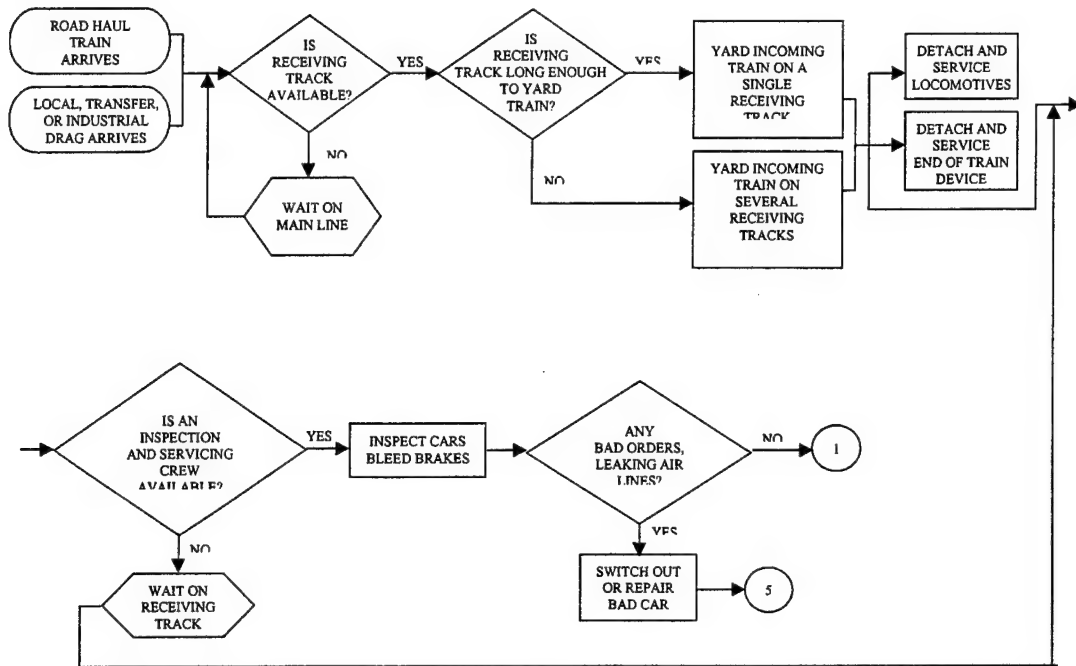 ROAD HAUL
TRAIN
ARRIVES
LOCAL, TRANSFER,
OR INDUSTRIAL
DRAG ARRIVES
IS
RECEIVING
TRACK
AVAILABLE?
YES
NO
WAIT ON
MAIN LINE
IS
RECEIVING
TRACK LONG ENOUGH
TO YARD
TRAIN?
YES
NO
YARD INCOMING
TRAIN ON A
SINGLE
RECEIVING
TRACK
YARD INCOMING
TRAIN ON
SEVERAL
RECEIVING
TRACKS
DETACH AND
SERVICE
LOCOMOTIVES
DETACH AND
SERVICE
END OF TRAIN
DEVICE
IS AN
INSPECTION
AND SERVICING
CREW
AVAILABLE?
YES
NO
WAIT ON
RECEIVING
TRACK
INSPECT CARS
BLEED BRAKES
ANY
BAD ORDERS,
LEAKING AIR
LINES?
NO
1
YES
SWITCH OUT
OR REPAIR
BAD CAR
5